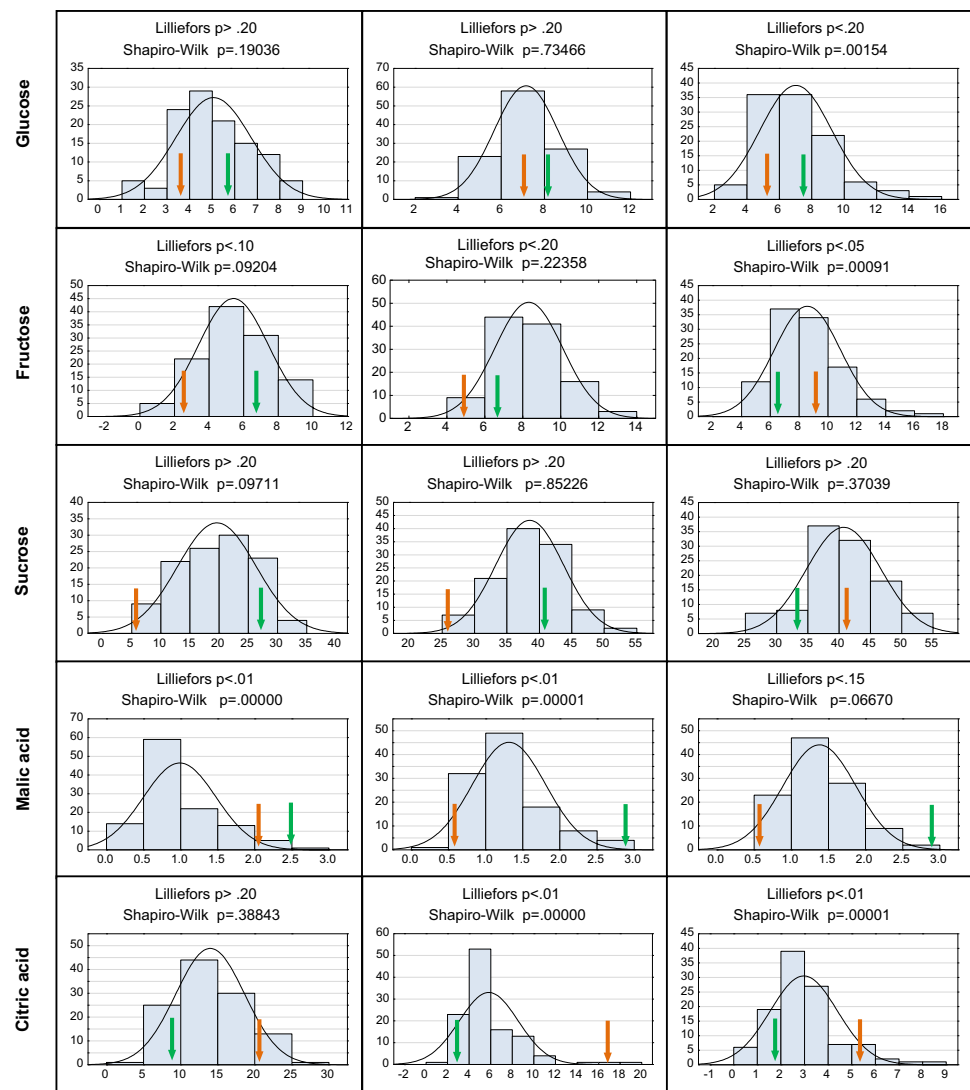 Glucose
Lilliefors p> .20
Shapiro-Wilk p=.19036
35
30
25
20
15
10
5
0
0 1 2 3 4 5 6 7 8 9 10 11
Lilliefors p> .20
Shapiro-Wilk p=.73466
70
60
50
40
30
20
10
0
2 4 6 8 10 12
Lilliefors p<.20
Shapiro-Wilk p=.00154
45
40
35
30
25
20
15
10
5
0
2 4 6 8 10 12 14 16
Fructose
Lilliefors p<.10
Shapiro-Wilk p=.09204
50
45
40
35
30
25
20
15
10
5
0
-2 0 2 4 6 8 10 12
Lilliefors p<.20
Shapiro-Wilk p=.22358
60
50
40
30
20
10
0
2 4 6 8 10 12 14
Lilliefors p<.05
Shapiro-Wilk p=.00091
45
40
35
30
25
20
15
10
5
0
2 4 6 8 10 12 14 16 18
Sucrose
Lilliefors p> .20
Shapiro-Wilk p=.09711
40
35
30
25
20
15
10
5
0
0 5 10 15 20 25 30 35 40
Lilliefors p> .20
Shapiro-Wilk p=.85226
50
45
40
35
30
25
20
15
10
5
0
20 25 30 35 40 45 50 55
Lilliefors p> .20
Shapiro-Wilk p=.37039
45
40
35
30
25
20
15
10
5
0
20 25 30 35 40 45 50 55
Malic acid
Lilliefors p<.01
Shapiro-Wilk p=.00000
70
60
50
40
30
20
10
0
0.0 0.5 1.0 1.5 2.0 2.5 3.0
Lilliefors p<.01
Shapiro-Wilk p=.00001
50
40
30
20
10
0
0.0 0.5 1.0 1.5 2.0 2.5 3.0
Lilliefors p<.15
Shapiro-Wilk p=.06670
50
40
30
20
10
0
0.0 0.5 1.0 1.5 2.0 2.5 3.0
Citric acid
Lilliefors p> .20
Shapiro-Wilk p=.38843
50
40
30
20
10
0
0 5 10 15 20 25 30
Lilliefors p<.01
Shapiro-Wilk p=.00000
60
50
40
30
20
10
0
-2 0 2 4 6 8 10 12 14 16 18 20
Lilliefors p<.01
Shapiro-Wilk p=.00001
45
40
35
30
25
20
15
10
5
0
-1 0 1 2 3 4 5 6 7 8 9